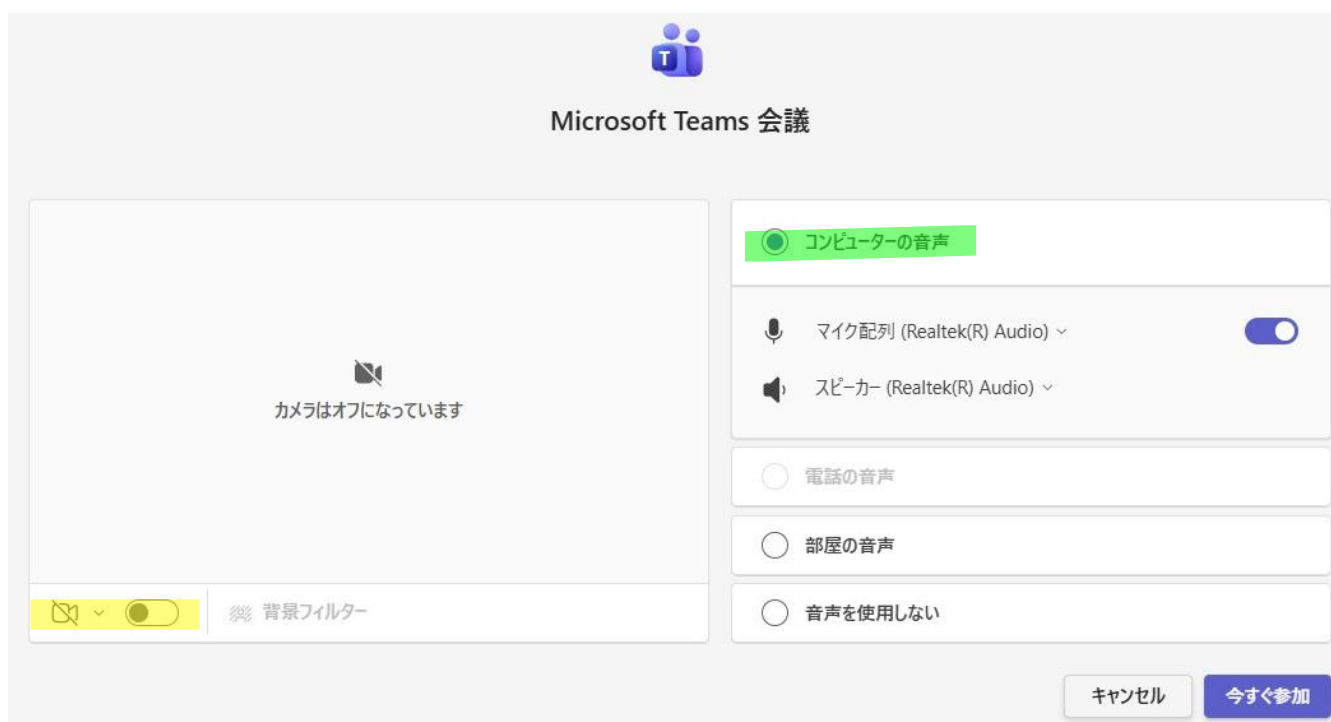 T
Microsoft Teams 会議
カメラはオフになっています
背景フィルター
コンピューターの音声
マイク配列 (Realtek(R) Audio)
スピーカー (Realtek(R) Audio)
電話の音声
部屋の音声
音声を使用しない
キャンセル
今すぐ参加